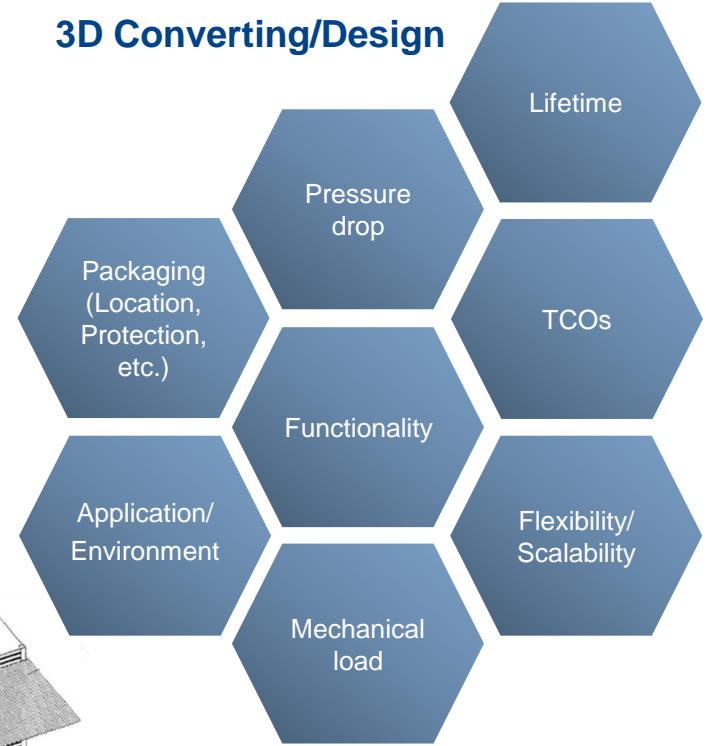 3D Converting/Design
Lifetime
Pressure
drop
Packaging
(Location,
Protection,
etc.)
TCOs
Functionality
Application/
Environment
Flexibility/
Scalability
Mechanical
load